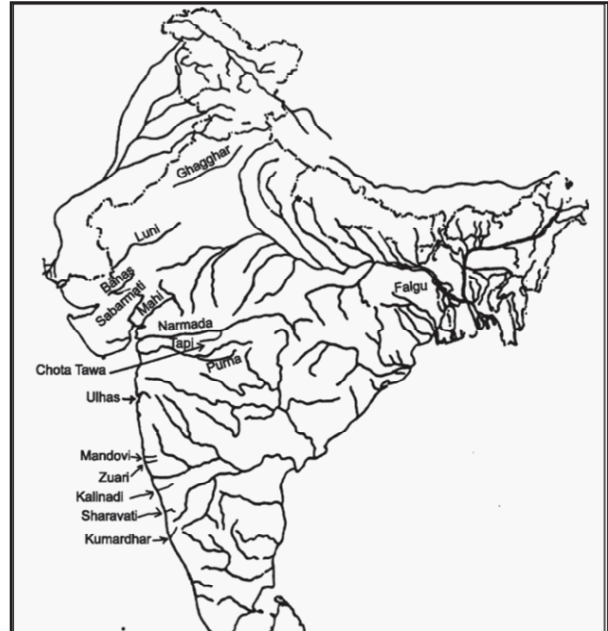 Ghagghar
Luni
Banas
Sabarmati
Mahi
Falgu
Narmada
Tapi
Chota Tawa
Purna
Ulhas
Mandovi
Zuari
Kalinadi
Sharavati
Kumardhar